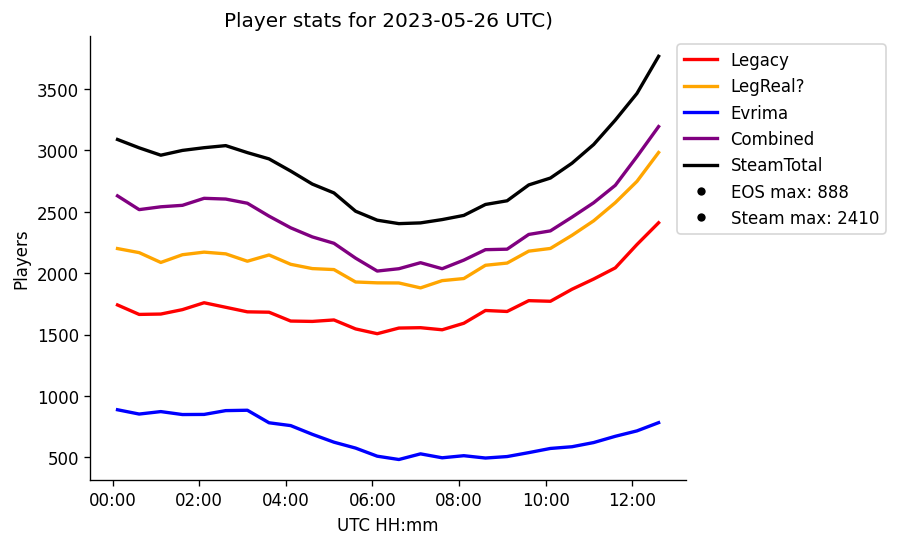 Player stats for 2023-05-26 UTC)
Legacy
LegReal?
Evrima
Combined
SteamTotal
EOS max: 888
Steam max: 2410
Players
3500
3000
2500
2000
1500
1000
500
00:00 02:00 04:00 06:00 08:00 10:00 12:00
UTC HH:mm